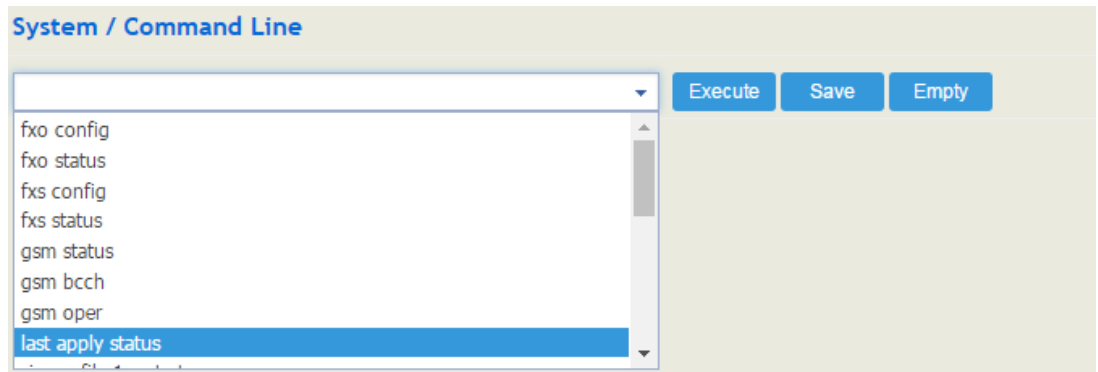 System / Command Line
Execute Save Empty
fxo config
fxo status
fxs config
fxs status
gsm status
gsm bcch
gsm oper
last apply status